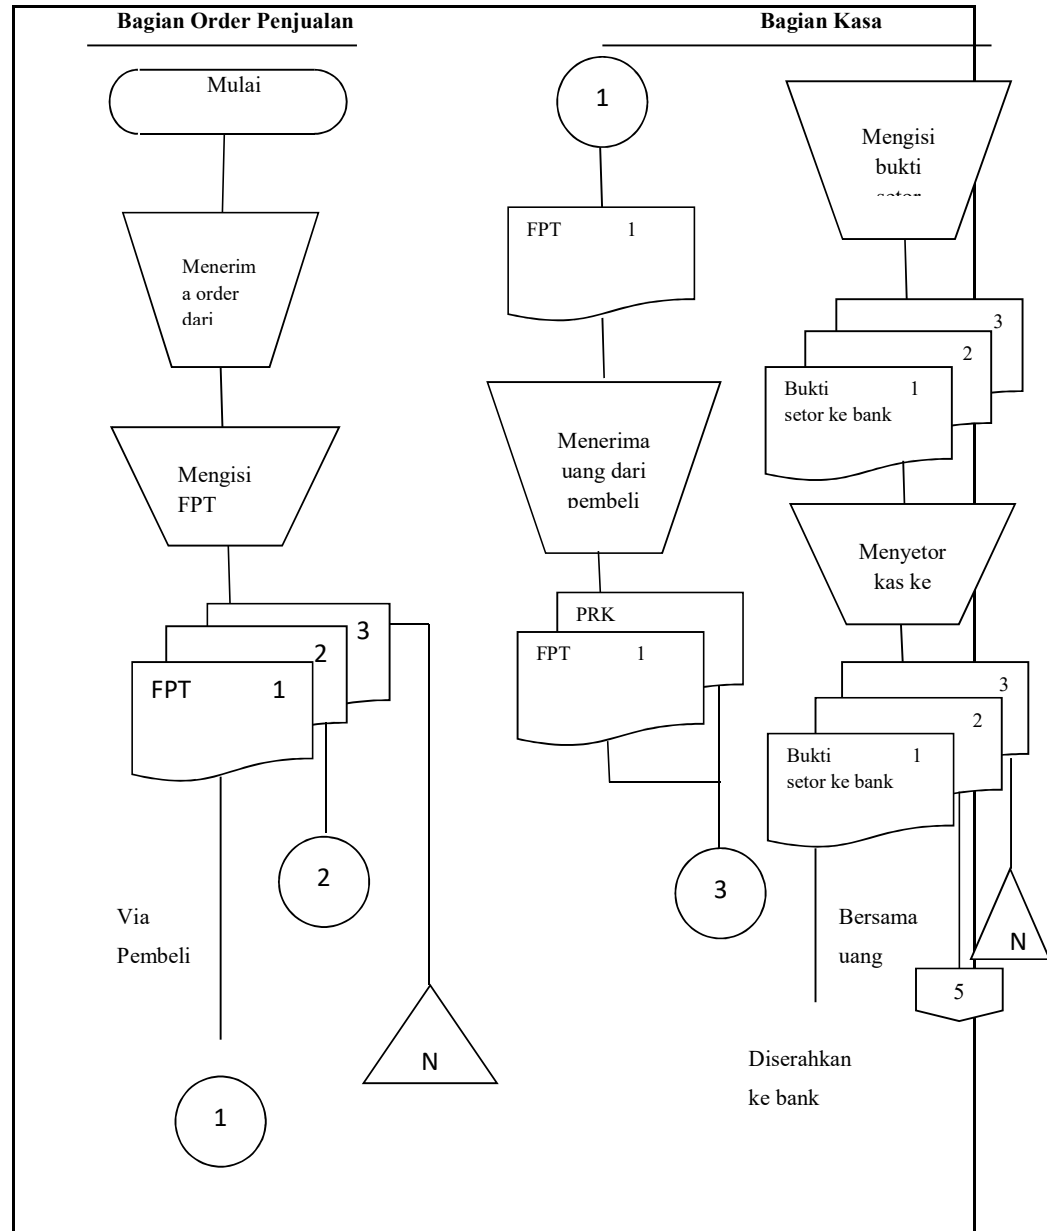 Bagian Order Penjualan
Bagian Kasa
Mulai
Menerim
a order
dari
Mengisi
FPT
3
2
FPT 1
2
Via
Pembeli
N
1
1
FPT 1
Menerima
uang dari
pembeli
PRK
FPT 1
3
Mengisi
bukti
setor
3
2
Bukti 1
setor ke bank
Menyetor
kas ke
3
2
Bukti 1
setor ke bank
Bersama
uang
N
5
Diserahkan
ke bank